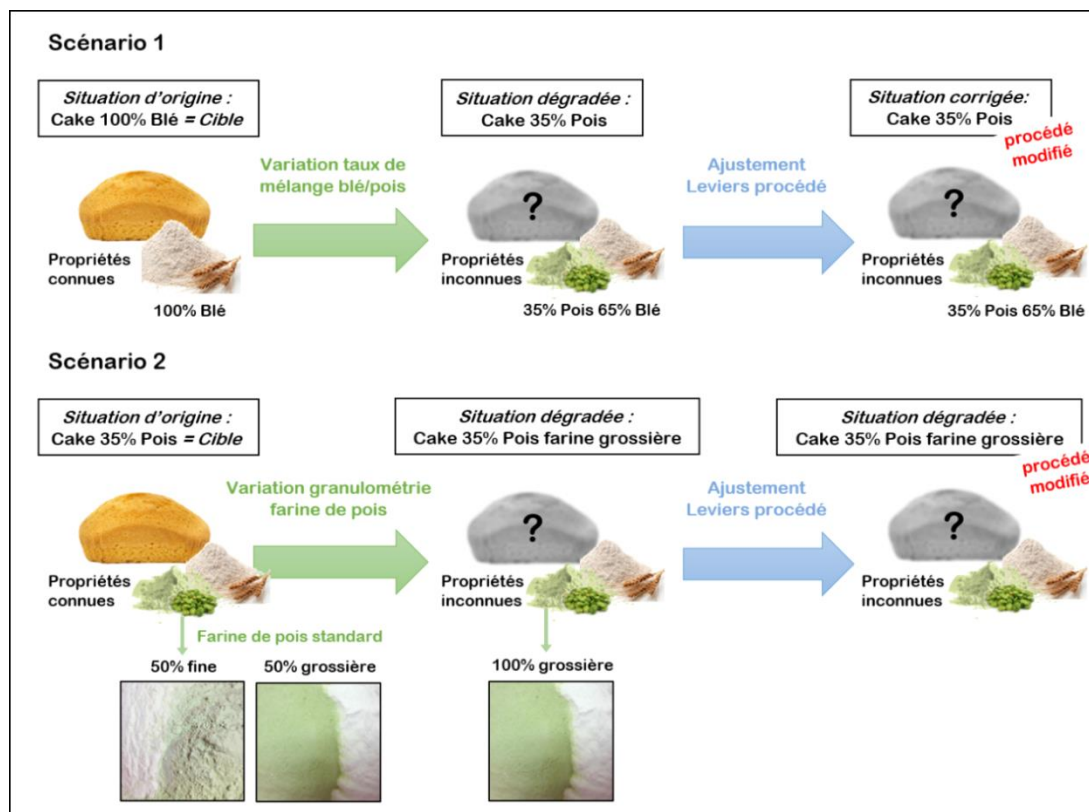 Scénario 1
Situation d'origine :
Cake 100% Blé = Cible
Situation dégradée :
Cake 35% Pois
Situation corrigée:
Cake 35% Pois
procédé
modifié
Variation taux de
mélange blé/pois
Ajustement
Leviers procédé
?
?
Propriétés
connues
Propriétés
inconnues
Propriétés
inconnues
100% Blé
35% Pois 65% Blé
35% Pois 65% Blé
Scénario 2
Situation d'origine :
Cake 35% Pois = Cible
Situation dégradée :
Cake 35% Pois farine grossière
Situation dégradée :
Cake 35% Pois farine grossière
procédé
modifié
Variation granulométrie
farine de pois
Ajustement
Leviers procédé
?
?
Propriétés
connues
Propriétés
inconnues
Propriétés
inconnues
Farine de pois standard
50% fine
50% grossière
100% grossière